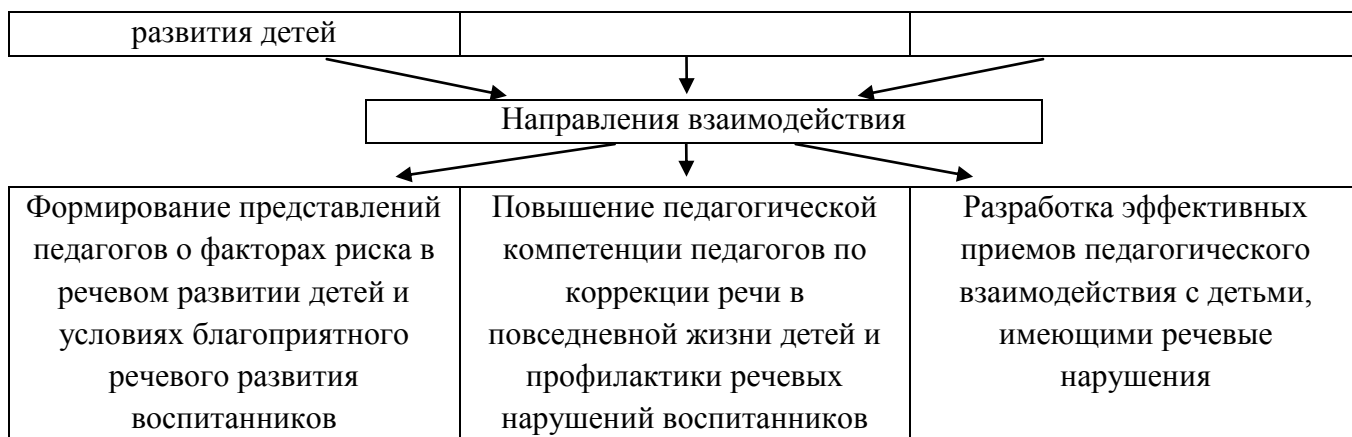 развития детей
Направления взаимодействия
Формирование представлений
педагогов о факторах риска в
речевом развитии детей и
условиях благоприятного
речевого развития
воспитанников
Повышение педагогической
компетенции педагогов по
коррекции речи в
повседневной жизни детей и
профилактики речевых
нарушений воспитанников
Разработка эффективных
приемов педагогического
взаимодействия с детьми,
имеющими речевые
нарушения